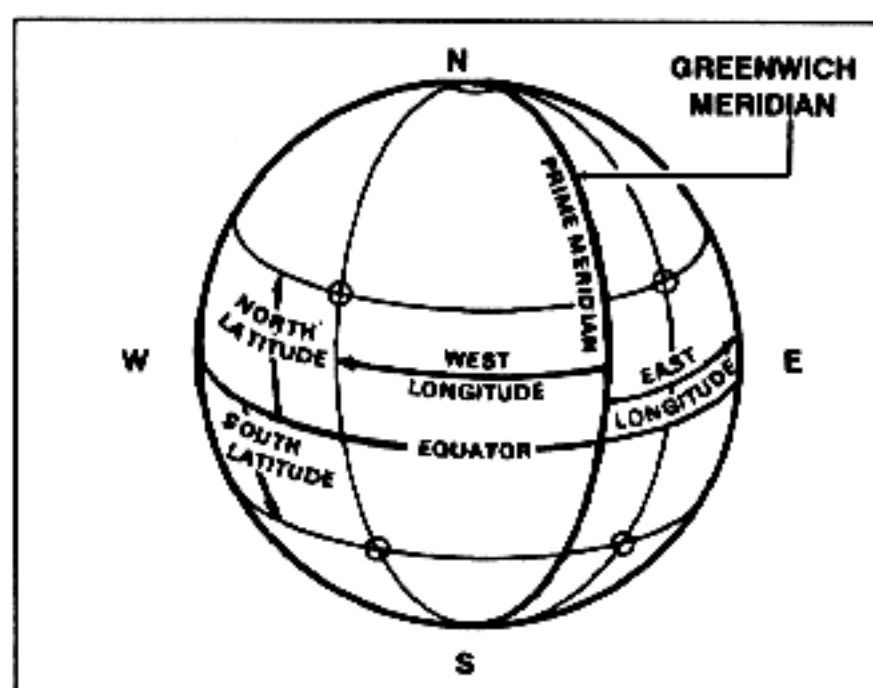 N
GREENWICH
MERIDIAN
PRIME MERIDIAN
NORTH
LATITUDE
W
WEST
LONGITUDE
EAST
LONGITUDE
E
SOUTH
LATITUDE
EQUATOR
S